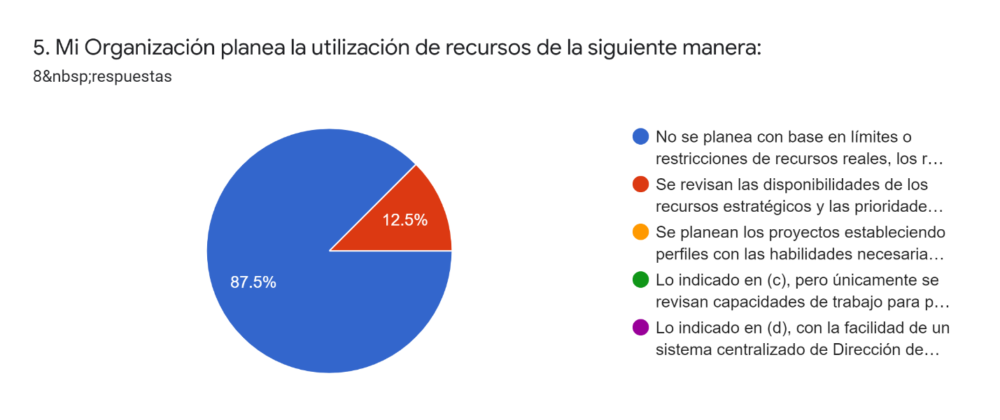 5. Mi Organización planea la utilización de recursos de la siguiente manera:
8&nbsp;respuestas
No se planea con base en límites o
restricciones de recursos reales, los r…
Se revisan las disponibilidades de los
recursos estratégicos y las prioridade…
Se planean los proyectos estableciendo
perfiles con las habilidades necesaria…
Lo indicado en (c), pero únicamente se
revisan capacidades de trabajo para p…
Lo indicado en (d), con la facilidad de un
sistema centralizado de Dirección de…
12.5%
87.5%